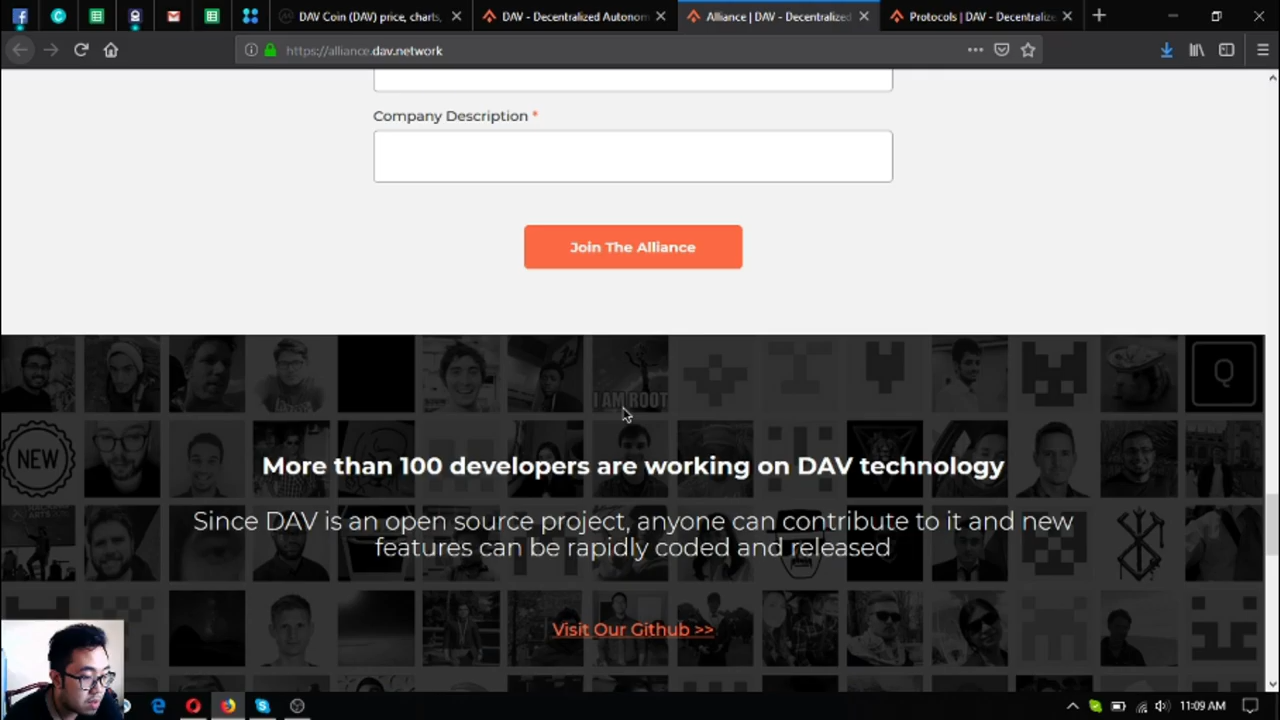 DAV Coin (DAV) price, charts,
DAV - Decentralized Autonom
Alliance | DAV - Decentralized
Protocols | DAV - Decentralize
https://alliance.dav.network
Company Description *
Join The Alliance
I AM ROOT
Q
NEW
More than 100 developers are working on DAV technology
Since DAV is an open source project, anyone can contribute to it and new
features can be rapidly coded and released
Visit Our Github >>
11:09 AM